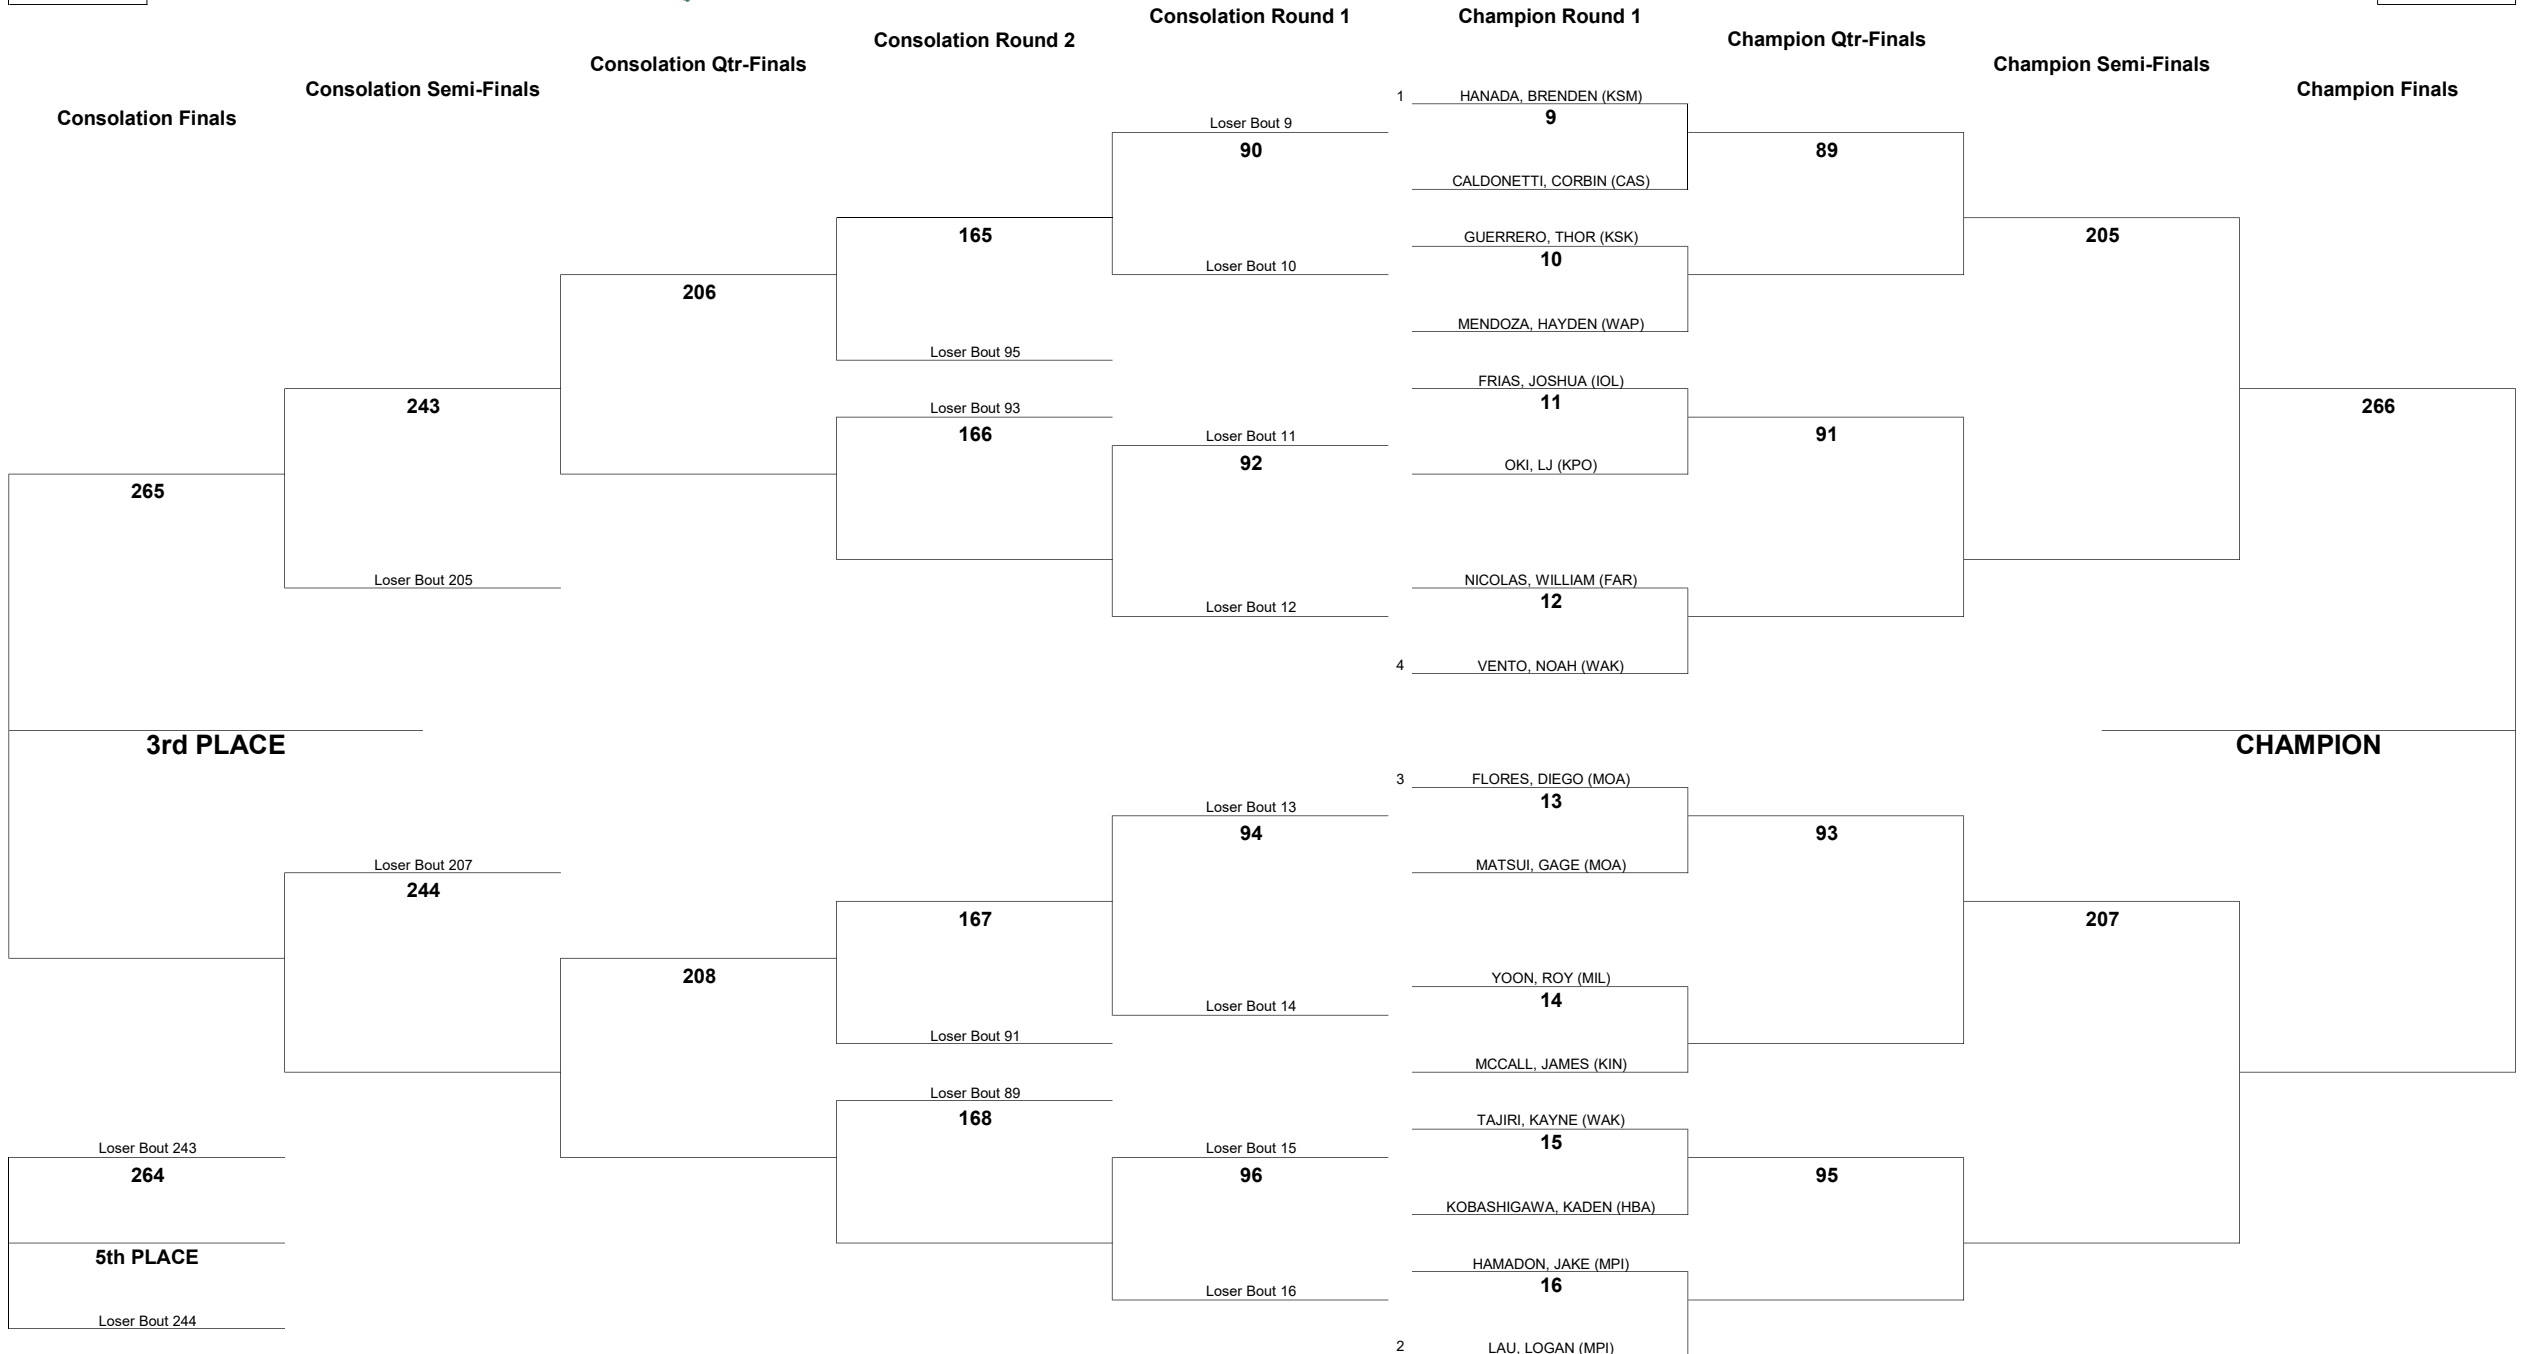 Consolation Round 1
Champion Round 1
Consolation Round 2
Champion Qtr-Finals
Consolation Qtr-Finals
Champion Semi-Finals
Consolation Semi-Finals
Champion Finals
Consolation Finals
1 HANADA, BRENDEN (KSM)
9
Loser Bout 9
90
89
CALDONETTI, CORBIN (CAS)
165
GUERRERO, THOR (KSK)
205
10
Loser Bout 10
206
MENDOZA, HAYDEN (WAP)
Loser Bout 95
FRIAS, JOSHUA (IOL)
243
Loser Bout 93
11
266
166
Loser Bout 11
91
92
OKI, LJ (KPO)
265
Loser Bout 205
NICOLAS, WILLIAM (FAR)
12
Loser Bout 12
4 VENTO, NOAH (WAK)
3rd PLACE
CHAMPION
3 FLORES, DIEGO (MOA)
13
Loser Bout 13
94
93
Loser Bout 207
MATSUI, GAGE (MOA)
244
167
207
208
YOON, ROY (MIL)
14
Loser Bout 14
Loser Bout 91
MCCALL, JAMES (KIN)
Loser Bout 89
168
TAJIRI, KAYNE (WAK)
15
Loser Bout 243
Loser Bout 15
264
96
95
KOBASHIGAWA, KADEN (HBA)
5th PLACE
HAMADON, JAKE (MPI)
16
Loser Bout 16
Loser Bout 244
2 LAU, LOGAN (MPI)